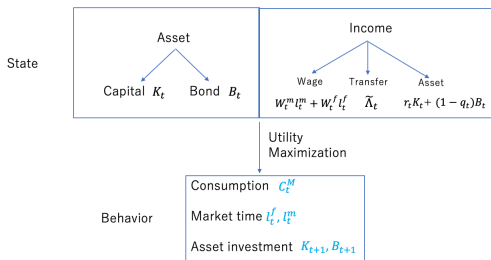 State
Asset
Capital K_t
Bond B_t
Income
Wage
W_t^m l_t^m + W_t^f l_t^f
Transfer
Λ̃_t
Asset
r_t K_t + (1 − q_t)B_t
Utility
Maximization
Behavior
Consumption C_t^M
Market time l_t^f, l_t^m
Asset investment K_{t+1}, B_{t+1}